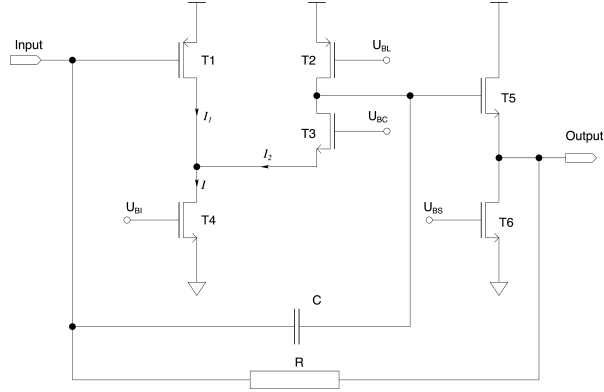 Input
T1
T2
U_BL
T5
I_1
T3
U_BC
I_2
Output
I
U_BI
T4
U_BS
T6
C
R